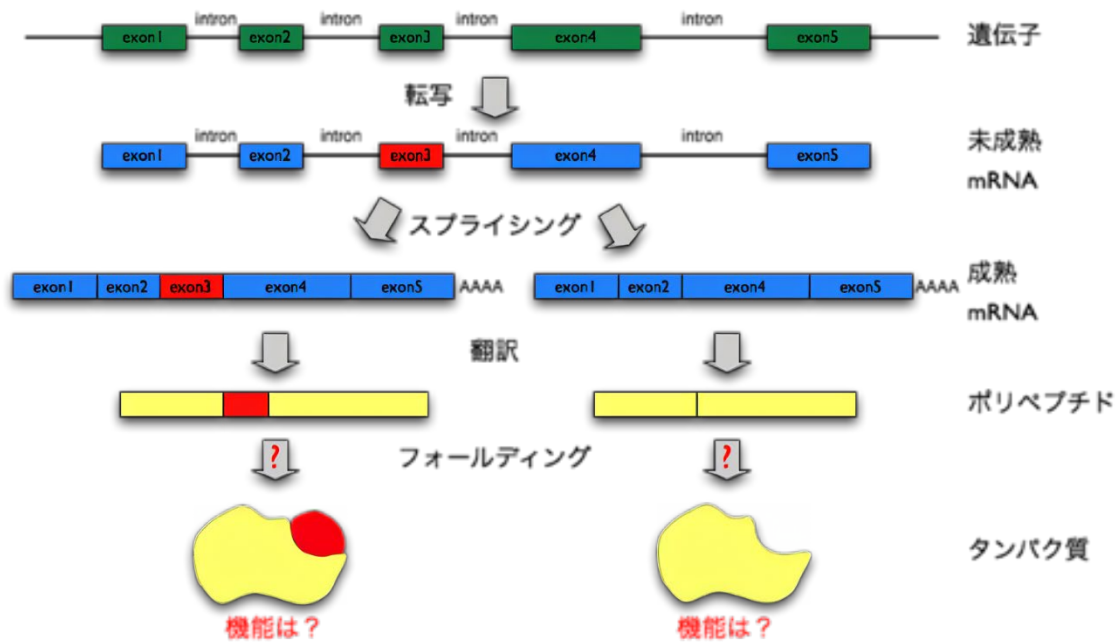 intron intron intron intron
exon1 exon2 exon3 exon4 exon5 遺伝子
転写
intron intron intron intron
exon1 exon2 exon3 exon4 exon5
未成熟
mRNA
スプライシング
exon1 exon2 exon3 exon4 exon5 AAAA
exon1 exon2 exon4 exon5 AAAA
成熟
mRNA
翻訳
ポリペプチド
? フォールディング ?
タンパク質
機能は？ 機能は？